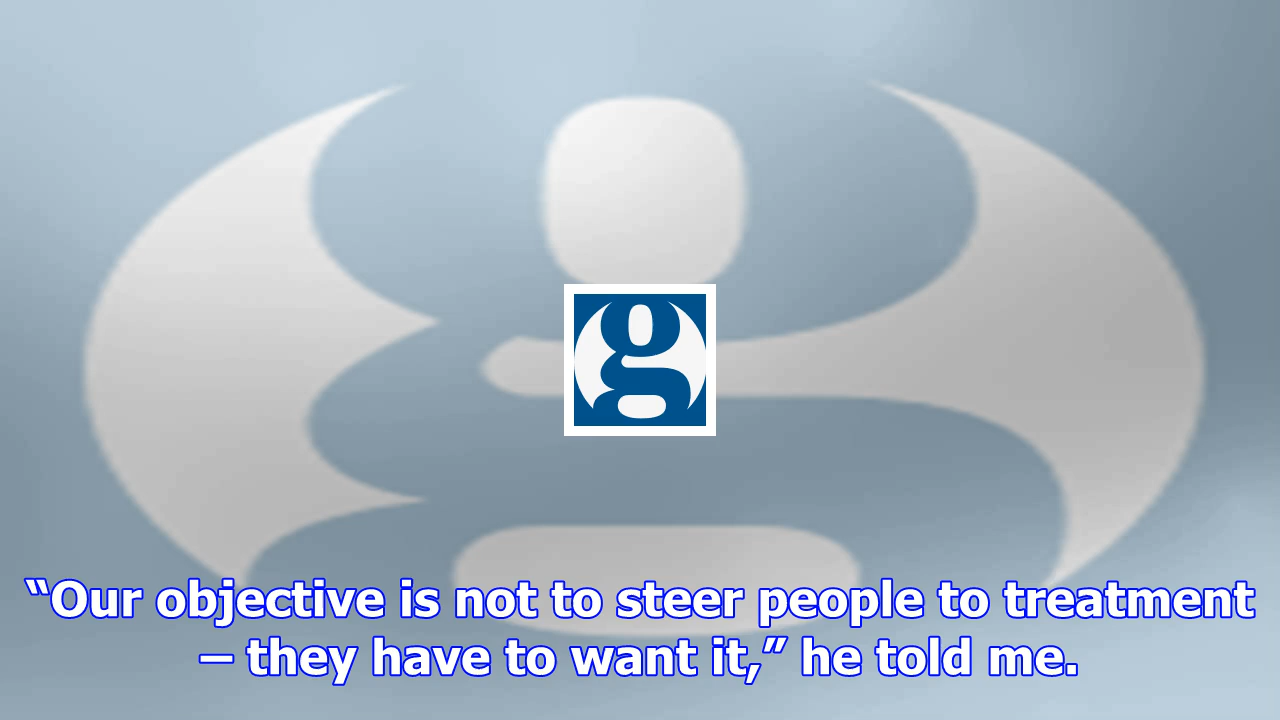 g
“Our objective is not to steer people to treatment
– they have to want it,” he told me.